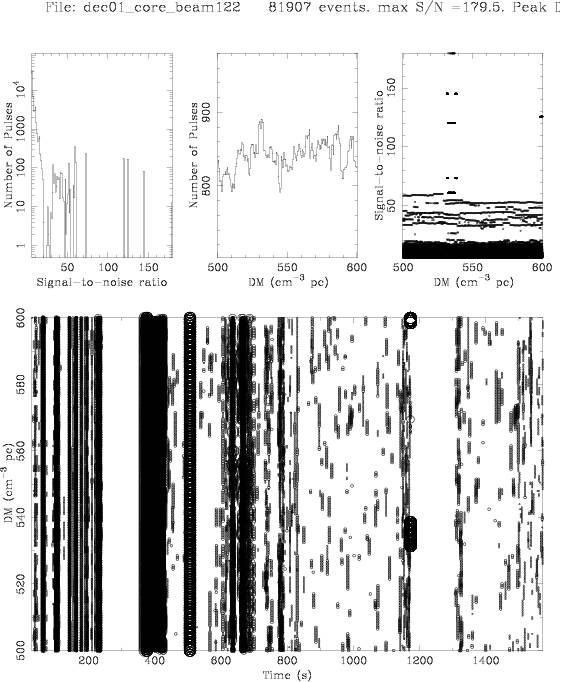 File: dec01_core_beam122 81907 events. max S/N =179.5. Peak D
Number of Pulses
1 10 100 1000 10⁴
50 100 150
Signal-to-noise ratio
Number of Pulses
800 900
500 550 600
DM (cm⁻³ pc)
Signal-to-noise ratio
50 100 150
500 550 600
DM (cm⁻³ pc)
DM (cm⁻³ pc)
500 520 540 560 580 600
200 400 600 800 1000 1200 1400
Time (s)